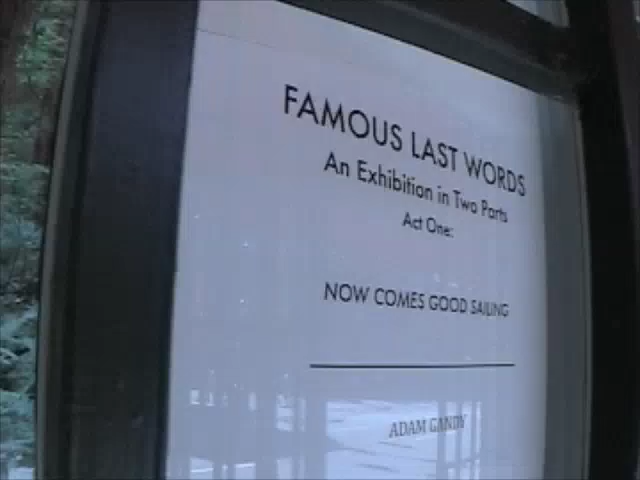 FAMOUS LAST WORDS
An Exhibition in Two Parts
Act One:
NOW COMES GOOD SAILING
ADAM GANDY